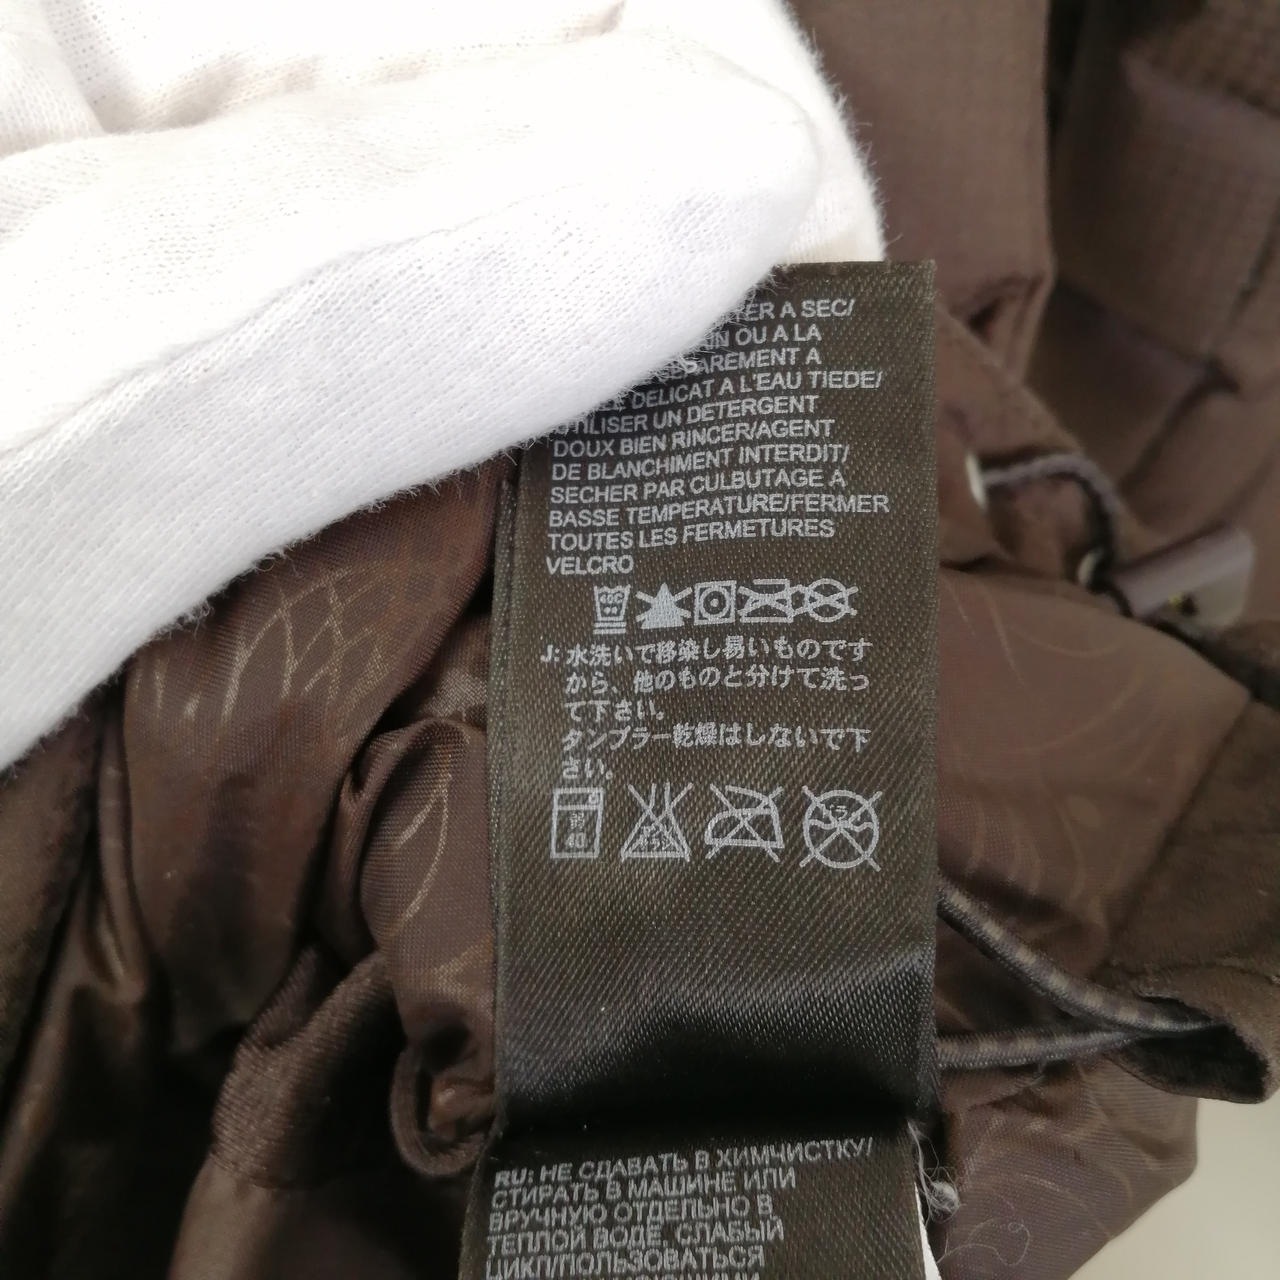 A SEC/
OU A LA
A
DELICAT A L'EAU TIEDE/
UTILISER UN DETERGENT
DOUX BIEN RINCER/AGENT
DE BLANCHIMENT INTERDIT/
SECHER PAR CULBUTAGE A
BASSE TEMPERATURE/FERMER
TOUTES LES FERMETURES
VELCRO
J: 水洗いで移染し易いものです
から、他のものと分けて洗っ
て下さい。
タンブラー乾燥はしないで下
さい。
40
RU: НЕ СДАВАТЬ В ХИМЧИСТКУ/
СТИРАТЬ В МАШИНЕ ИЛИ
ВРУЧНУЮ ОТДЕЛЬНО В
ТЕПЛОЙ ВОДЕ, СЛАБЫЙ
ЦИКЛ/ПОЛЬЗОВАТЬСЯ